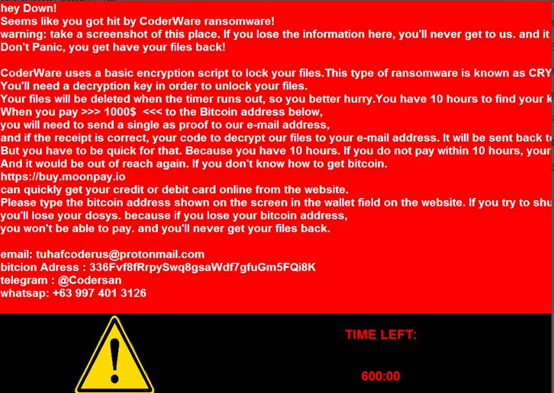 hey Down!
Seems like you got hit by CoderWare ransomware!
warning: take a screenshot of this place. If you lose the information here, you'll never get to us. and it
Don't Panic, you get have your files back!
CoderWare uses a basic encryption script to lock your files.This type of ransomware is known as CRY
You'll need a decryption key in order to unlock your files.
Your files will be deleted when the timer runs out, so you better hurry.You have 10 hours to find your k
When you pay >>> 1000$ <<< to the Bitcoin address below,
you will need to send a single as proof to our e-mail address,
and if the receipt is correct, your code to decrypt our files to your e-mail address. It will be sent back t
But you have to be quick for that. Because you have 10 hours. If you do not pay within 10 hours, your
And it would be out of reach again. If you don't know how to get bitcoin.
https://buy.moonpay.io
can quickly get your credit or debit card online from the website.
Please type the bitcoin address shown on the screen in the wallet field on the website. If you try to shu
you'll lose your dosys. because if you lose your bitcoin address,
you won't be able to pay. and you'll never get your files back.
email: tuhafcoderus@protonmail.com
bitcion Adress : 336Fvf8fRrpySwq8gsaWdf7gfuGm5FQi8K
telegram : @Codersan
whatsap: +63 997 401 3126
TIME LEFT:
600:00